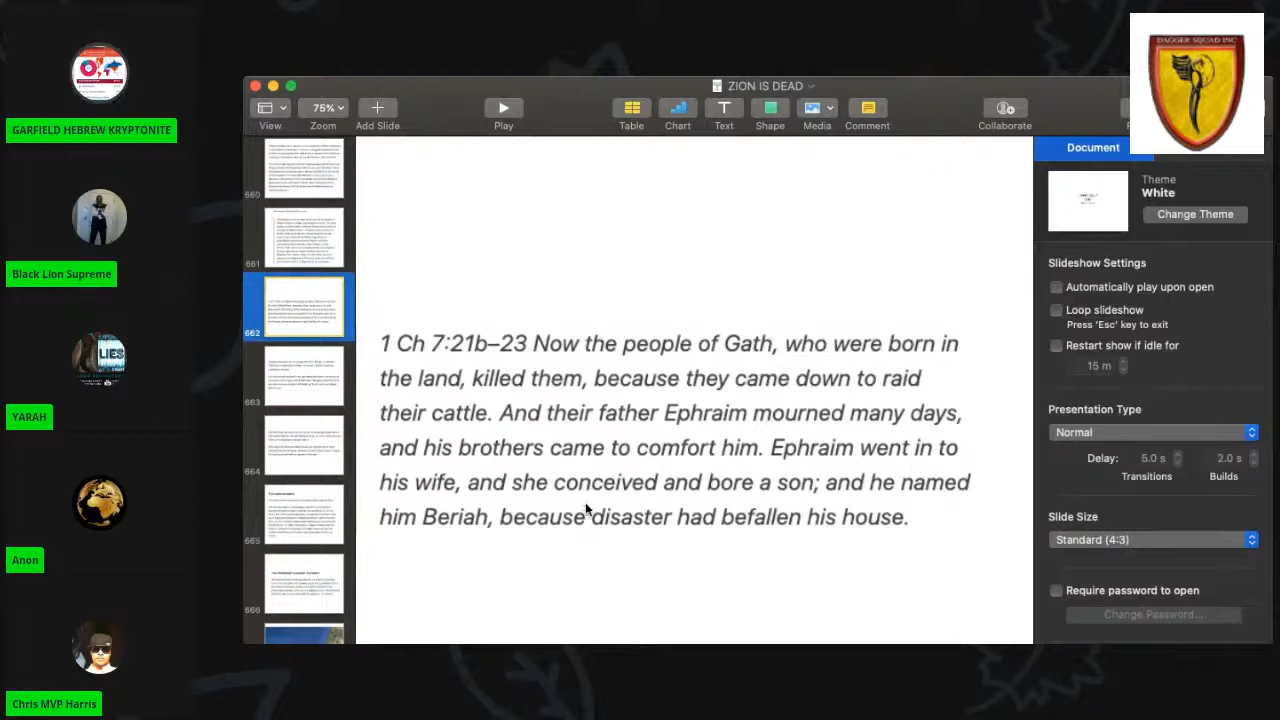 GARFIELD HEBREW KRYPTONITE
Black Lion Supreme
LIES
YARAH
Anon
Chris MVP Harris
ZION IS DEAD
View
75%
Zoom
Add Slide
Play
Table
Chart
Text
Shape
Media
Comment
Collaborate
DAGGER SQUAD INC
660
661
662
663
664
665
666
1 Ch 7:21b–23 Now the people of Gath, who were born in
the land, killed them, because they came down to raid
their cattle. And their father Ephraim mourned many days,
and his brothers came to comfort him. Ephraim went in to
his wife, and she conceived and bore a son; and he named
him Beriah, because disaster had befallen his house.
Document
Theme
White
Change Theme
Slideshow Settings
Automatically play upon open
Loop slideshow
Press 'Esc' key to exit
Restart show if idle for
15 m
Presentation Type
Normal
Delay: 5.0 s 2.0 s
Transitions Builds
Slide Size
Standard (4:3)
Require password to open
Change Password...